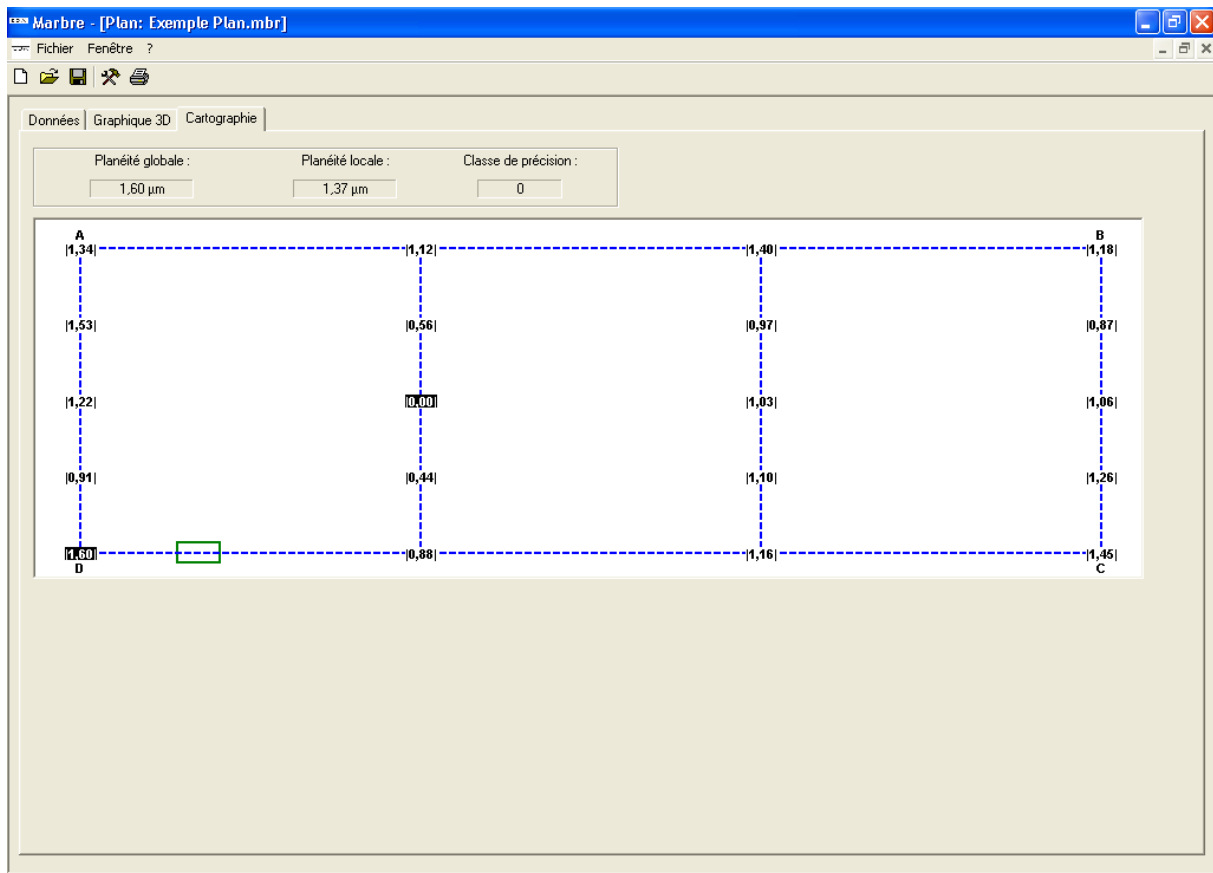 Marbre - [Plan: Exemple Plan.mbr]
Fichier Fenêtre ?
Données Graphique 3D Cartographie
Planéité globale : Planéité locale : Classe de précision :
1,60 µm 1,37 µm 0
A B
|1,34| |1,12| |1,40| |1,18|
|1,53| |0,56| |0,97| |0,87|
|1,22| |0,00| |1,03| |1,06|
|0,91| |0,44| |1,10| |1,26|
|1,60| |0,88| |1,16| |1,45|
D C